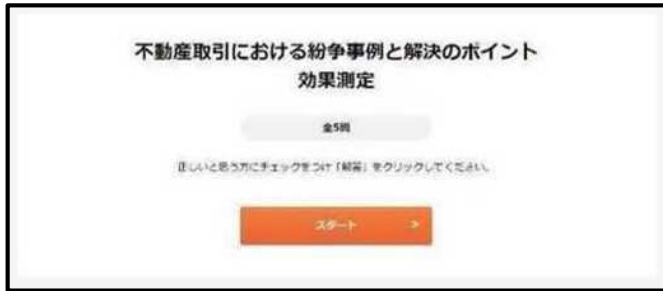 不動産取引における紛争事例と解決のポイント
効果測定
全5問
正しいと思う方にチェックをつけ「解答」をクリックしてください。
スタート >